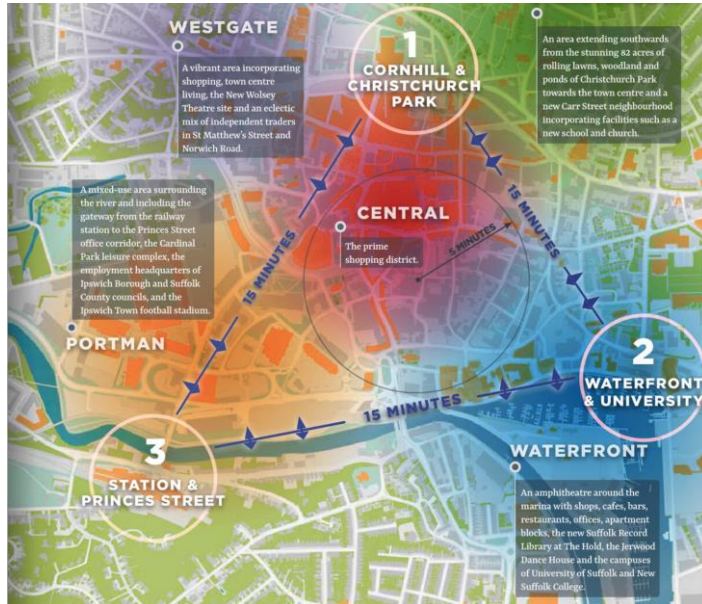 WESTGATE
A vibrant area incorporating
shopping, town centre
living, the New Wolsey
Theatre site and an eclectic
mix of independent traders
in St Matthew's Street and
Norwich Road.
1
CORNHILL &
CHRISTCHURCH
PARK
An area extending southwards
from the stunning 82 acres of
rolling lawns, woodland and
ponds of Christchurch Park
towards the town centre and a
new Carr Street neighbourhood
incorporating facilities such as a
new school and church.
A mixed-use area surrounding
the river and including the
gateway from the railway
station to the Princes Street
office corridor, the Cardinal
Park leisure complex, the
employment headquarters of
Ipswich Borough and Suffolk
County councils, and the
Ipswich Town football stadium.
PORTMAN
15 MINUTES
CENTRAL
The prime
shopping district.
5 MINUTES
15 MINUTES
2
WATERFRONT
& UNIVERSITY
15 MINUTES
3
STATION &
PRINCES STREET
WATERFRONT
An amphitheatre around the
marina with shops, cafes, bars,
restaurants, offices, apartment
blocks, the new Suffolk Record
Library at The Hold, the Jerwood
Dance House and the campuses
of University of Suffolk and New
Suffolk College.